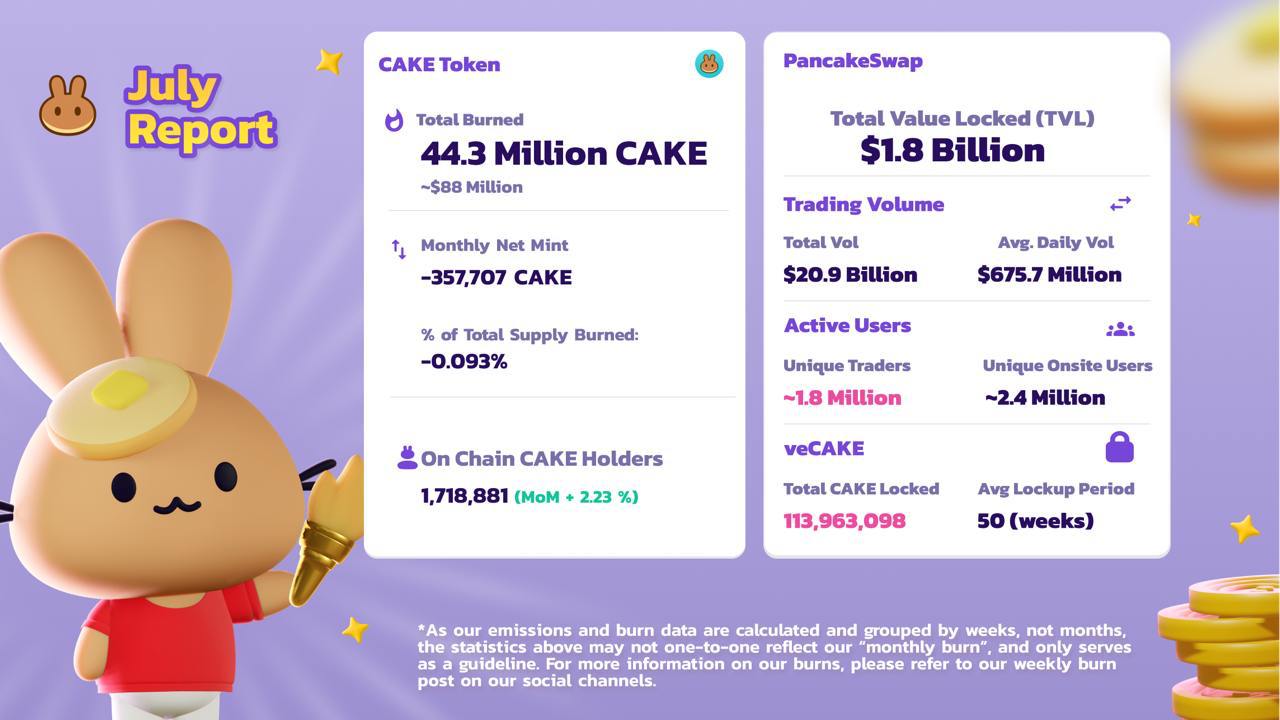 July
Report
CAKE Token
Total Burned
44.3 Million CAKE
~$88 Million
Monthly Net Mint
-357,707 CAKE
% of Total Supply Burned:
-0.093%
On Chain CAKE Holders
1,718,881 (MoM + 2.23 %)
PancakeSwap
Total Value Locked (TVL)
$1.8 Billion
Trading Volume
Total Vol
Avg. Daily Vol
$20.9 Billion
$675.7 Million
Active Users
Unique Traders
Unique Onsite Users
~1.8 Million
~2.4 Million
veCAKE
Total CAKE Locked
Avg Lockup Period
113,963,098
50 (weeks)
*As our emissions and burn data are calculated and grouped by weeks, not months,
the statistics above may not one-to-one reflect our "monthly burn", and only serves
as a guideline. For more information on our burns, please refer to our weekly burn
post on our social channels.